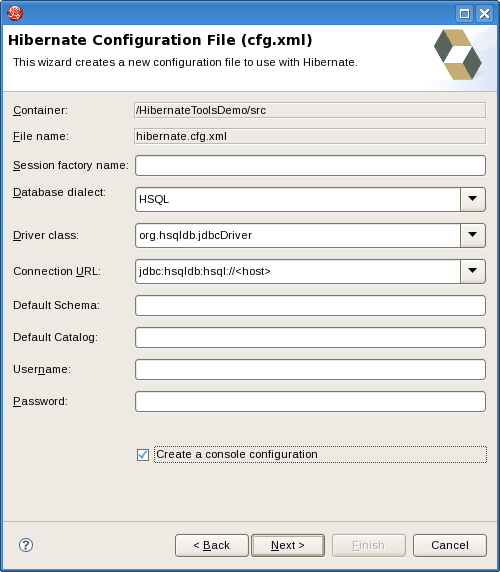 Hibernate Configuration File (cfg.xml)
This wizard creates a new configuration file to use with Hibernate.
Container: /HibernateToolsDemo/src
File name: hibernate.cfg.xml
Session factory name:
Database dialect: HSQL
Driver class: org.hsqldb.jdbcDriver
Connection URL: jdbc:hsqldb:hsql://<host>
Default Schema:
Default Catalog:
Username:
Password:
Create a console configuration
? < Back Next > Finish Cancel